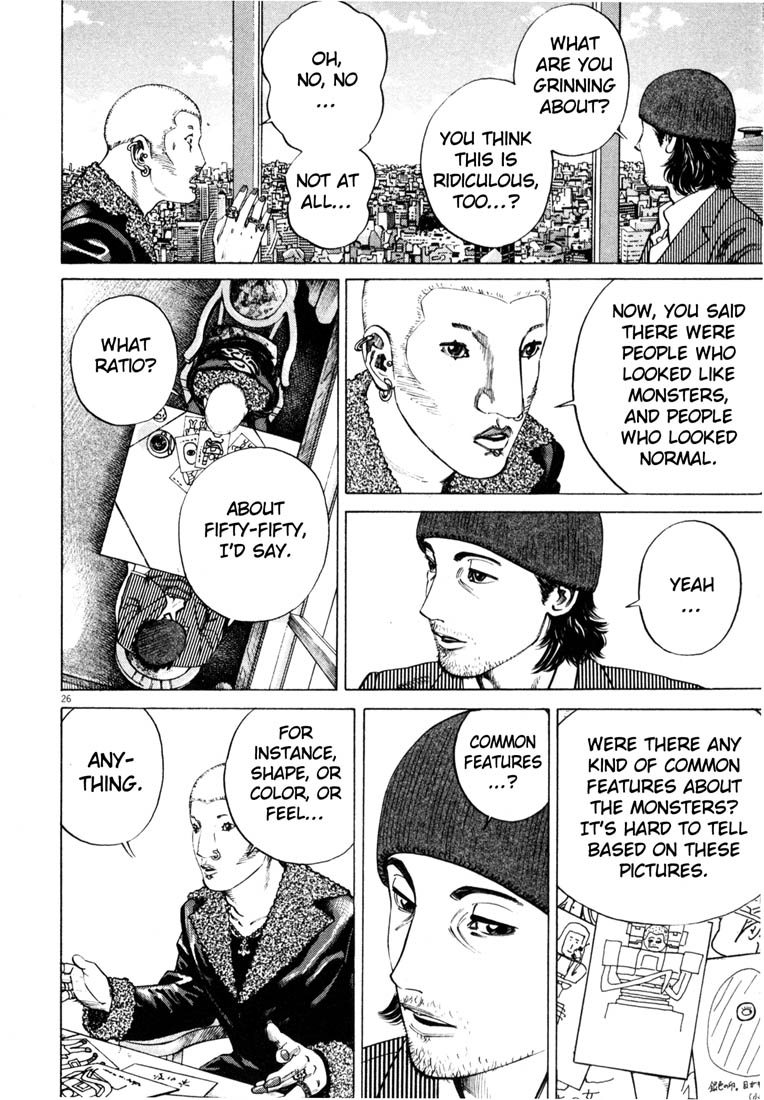 WHAT
ARE YOU
GRINNING
ABOUT?
YOU THINK
THIS IS
RIDICULOUS,
TOO...?
OH,
NO, NO
...
NOT AT
ALL...
NOW, YOU SAID
THERE WERE
PEOPLE WHO
LOOKED LIKE
MONSTERS,
AND PEOPLE
WHO LOOKED
NORMAL.
YEAH
...
WHAT
RATIO?
ABOUT
FIFTY-FIFTY,
I'D SAY.
26
WERE THERE ANY
KIND OF COMMON
FEATURES ABOUT
THE MONSTERS?
IT'S HARD TO TELL
BASED ON THESE
PICTURES.
COMMON
FEATURES
...?
FOR
INSTANCE,
SHAPE, OR
COLOR, OR
FEEL...
ANY-
THING.